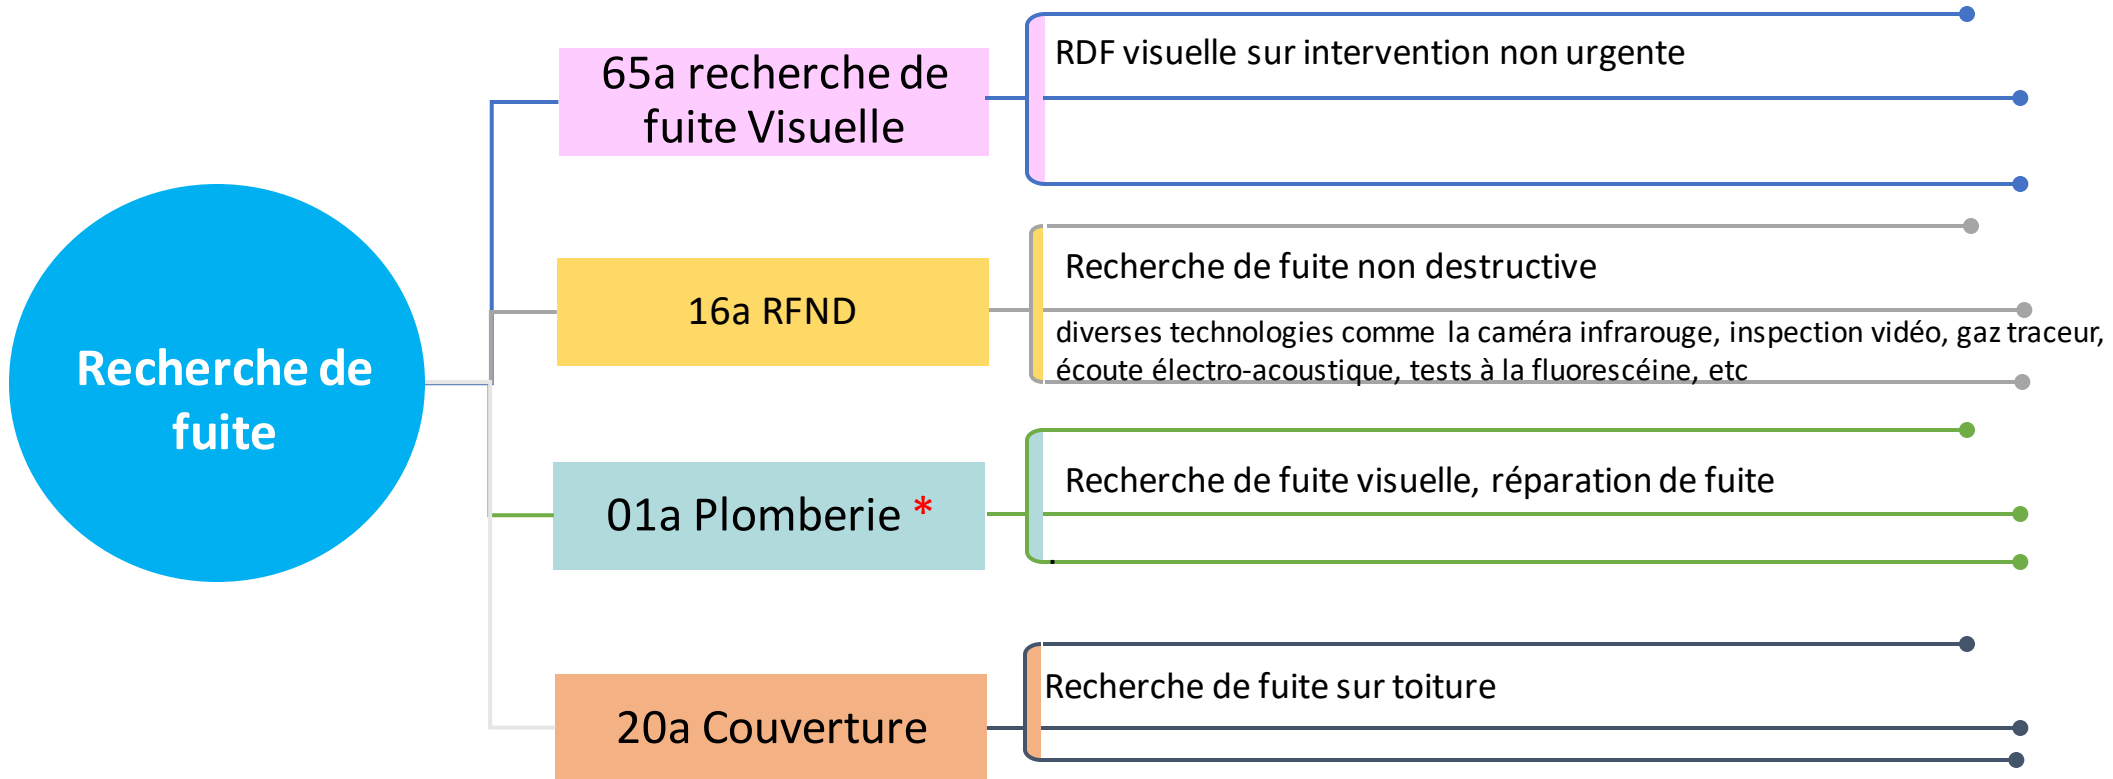 Recherche de
fuite
65a recherche de
fuite Visuelle
RDF visuelle sur intervention non urgente
16a RFND
Recherche de fuite non destructive
diverses technologies comme la caméra infrarouge, inspection vidéo, gaz traceur,
écoute électro-acoustique, tests à la fluorescéine, etc
01a Plomberie *
Recherche de fuite visuelle, réparation de fuite
.
20a Couverture
Recherche de fuite sur toiture